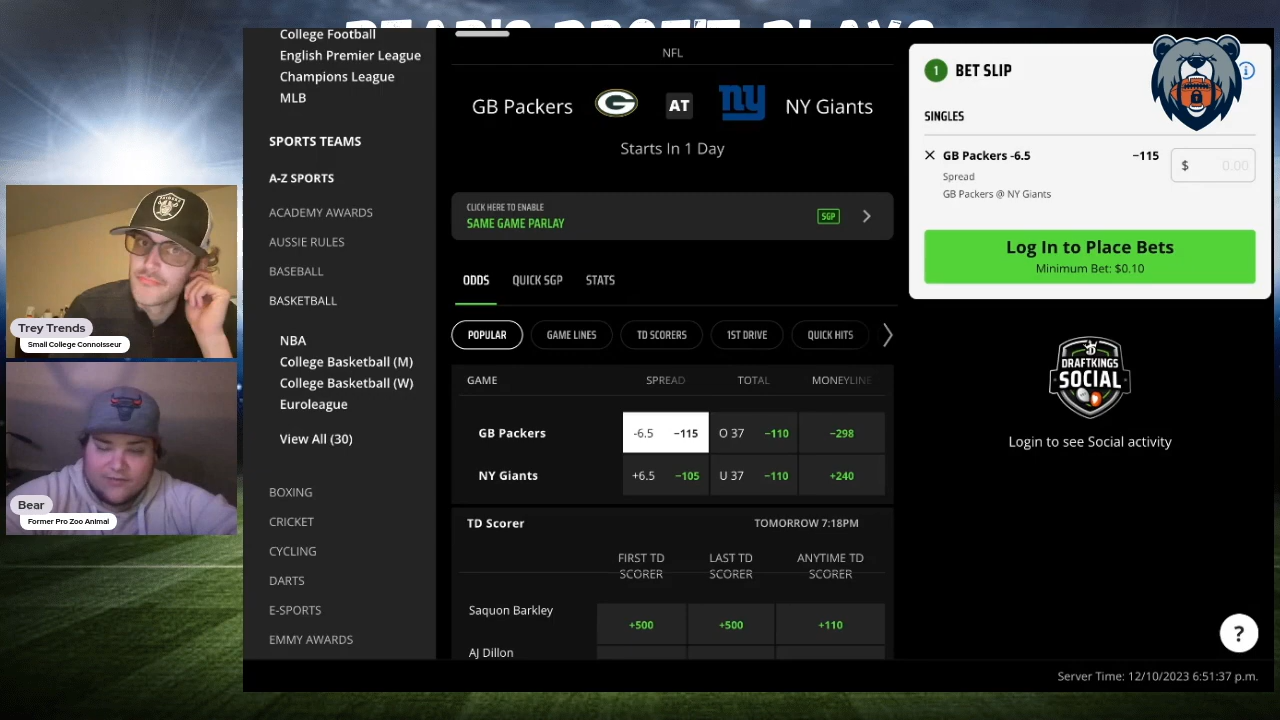 BEAR'S PROFIT PLAYS
College Football
English Premier League
Champions League
MLB
SPORTS TEAMS
A-Z SPORTS
ACADEMY AWARDS
AUSSIE RULES
BASEBALL
BASKETBALL
NBA
College Basketball (M)
College Basketball (W)
Euroleague
View All (30)
BOXING
CRICKET
CYCLING
DARTS
E-SPORTS
EMMY AWARDS
NFL
GB Packers G AT ny NY Giants
Starts In 1 Day
CLICK HERE TO ENABLE
SAME GAME PARLAY SGP
ODDS QUICK SGP STATS
POPULAR GAME LINES TD SCORERS 1ST DRIVE QUICK HITS
GAME SPREAD TOTAL MONEYLINE
GB Packers -6.5 −115 O 37 −110 −298
NY Giants +6.5 −105 U 37 −110 +240
TD Scorer TOMORROW 7:18PM
FIRST TD SCORER LAST TD SCORER ANYTIME TD SCORER
Saquon Barkley +500 +500 +110
AJ Dillon
1 BET SLIP
SINGLES
GB Packers -6.5 −115 $ 0.00
Spread
GB Packers @ NY Giants
Log In to Place Bets
Minimum Bet: $0.10
DRAFTKINGS
SOCIAL
Login to see Social activity
?
Server Time: 12/10/2023 6:51:37 p.m.
RAIDERS
Trey Trends
Small College Connoisseur
Bear
Former Pro Zoo Animal